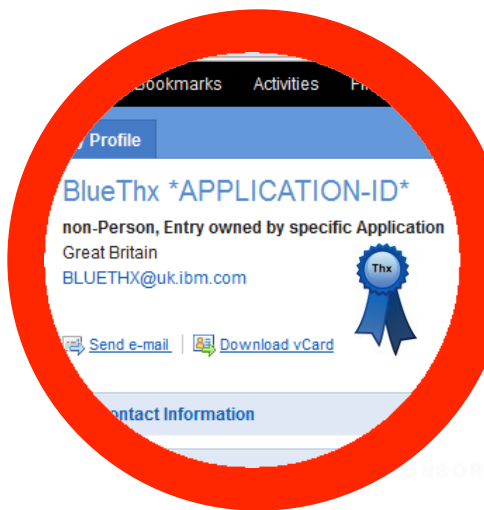 Bookmarks Activities
Profile
BlueThx *APPLICATION-ID*
non-Person, Entry owned by specific Application
Great Britain
BLUETHX@uk.ibm.com
Thx
Send e-mail | Download vCard
Contact Information